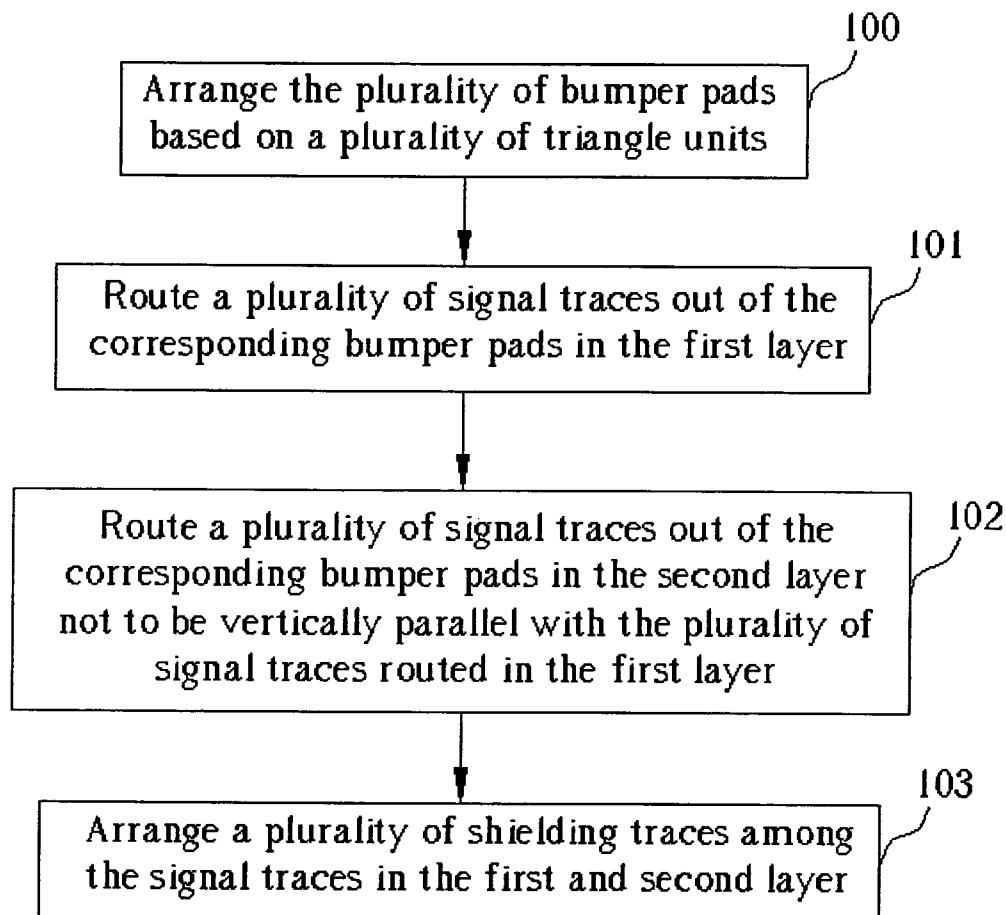 100
Arrange the plurality of bumper pads
based on a plurality of triangle units
101
Route a plurality of signal traces out of the
corresponding bumper pads in the first layer
102
Route a plurality of signal traces out of the
corresponding bumper pads in the second layer
not to be vertically parallel with the plurality of
signal traces routed in the first layer
103
Arrange a plurality of shielding traces among
the signal traces in the first and second layer